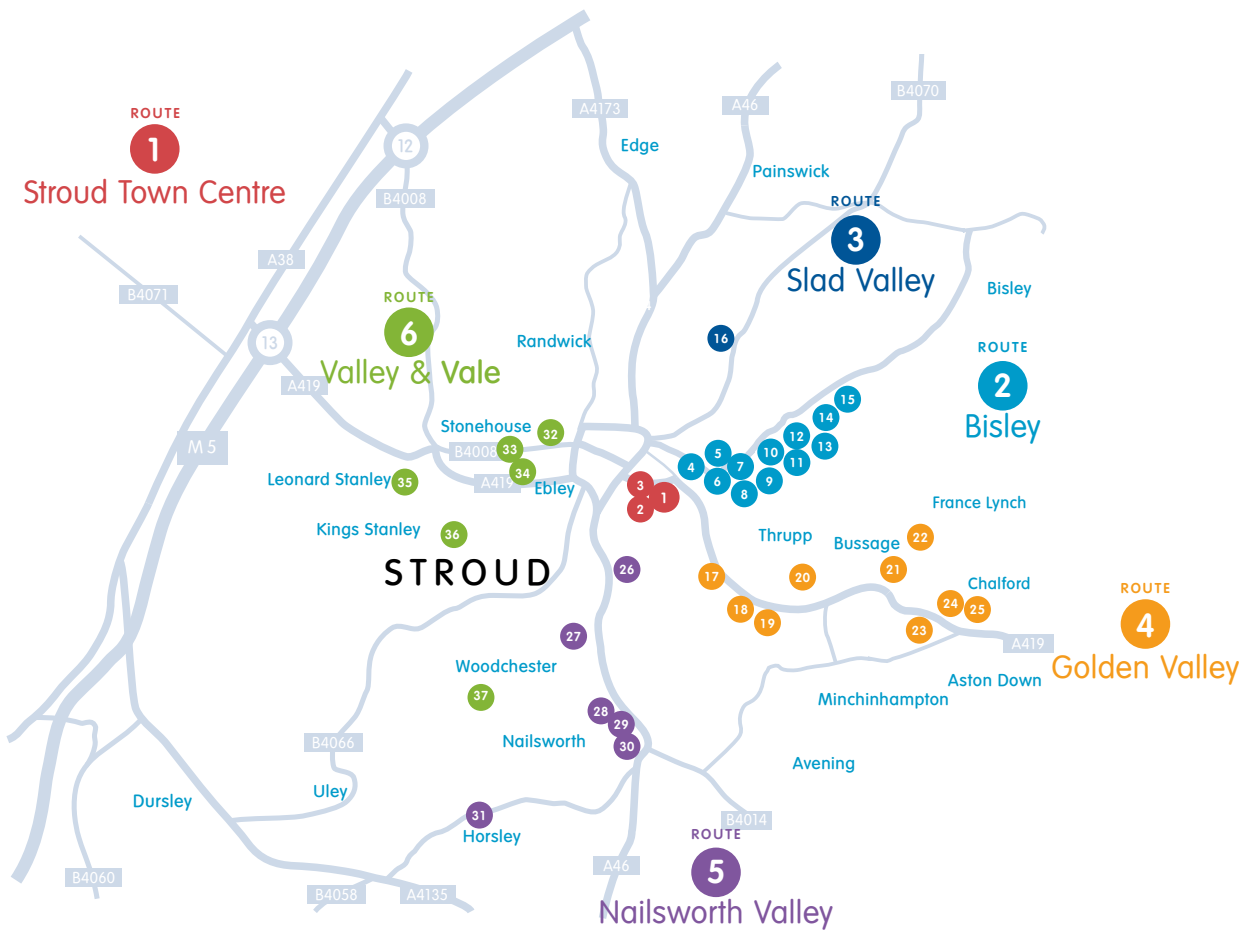 A4173
A46
B4070
ROUTE
1
Stroud Town Centre
12
Edge
Painswick
B4008
ROUTE
3
Slad Valley
A38
B4071
Bisley
ROUTE
6
Valley & Vale
13
Randwick
16
ROUTE
2
Bisley
A419
M5
Stonehouse
32
33
B4008
34
A419
Ebley
Leonard Stanley
35
Kings Stanley
36
STROUD
15
14
13
12
11
10
9
8
7
6
5
4
3
1
2
France Lynch
Thrupp
Bussage
22
21
26
17
20
Chalford
24
25
18
19
23
ROUTE
4
Golden Valley
A419
27
Woodchester
37
Aston Down
Minchinhampton
28
29
30
Nailsworth
B4066
Avening
Uley
Dursley
31
Horsley
B4014
ROUTE
5
Nailsworth Valley
A46
B4060
B4058
A4135